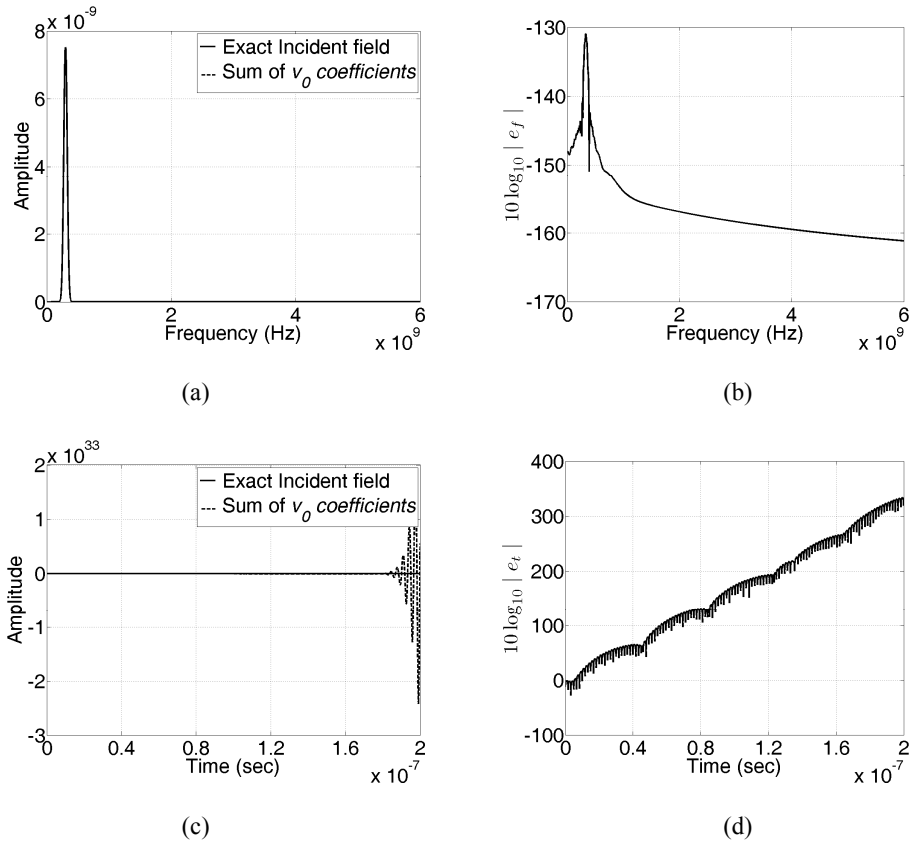 8 x 10^-9
6
4
2
0
0 2 4 6
Amplitude
Frequency (Hz)
x 10^9
Exact Incident field
Sum of v_0 coefficients
(a)
-130
-140
-150
-160
-170
0 2 4 6
10 log_10 | e_f |
Frequency (Hz)
x 10^9
(b)
2 x 10^33
1
0
-1
-2
-3
0 0.4 0.8 1.2 1.6 2
Amplitude
Time (sec)
x 10^-7
Exact Incident field
Sum of v_0 coefficients
(c)
400
300
200
100
0
-100
0 0.4 0.8 1.2 1.6 2
10 log_10 | e_t |
Time (sec)
x 10^-7
(d)